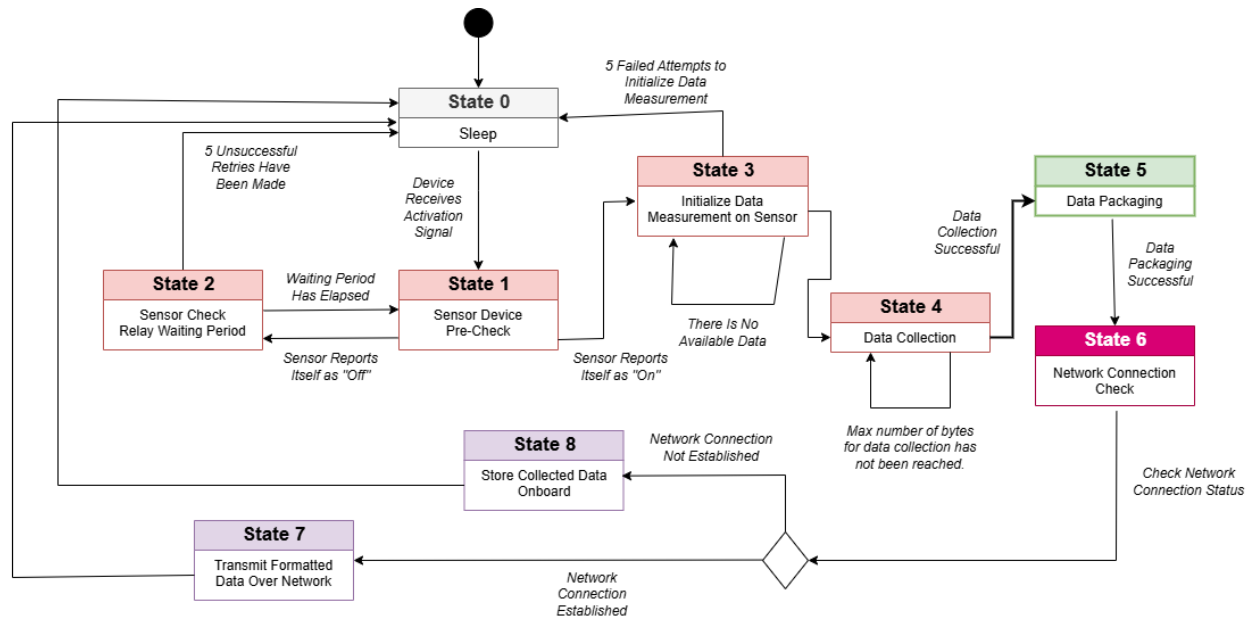 State 0
Sleep
5 Failed Attempts to
Initialize Data
Measurement
5 Unsuccessful
Retries Have
Been Made
Device
Receives
Activation
Signal
State 3
Initialize Data
Measurement on Sensor
State 5
Data Packaging
Data
Collection
Successful
Data
Packaging
Successful
State 2
Sensor Check
Relay Waiting Period
Waiting Period
Has Elapsed
State 1
Sensor Device
Pre-Check
Sensor Reports
Itself as "Off"
Sensor Reports
Itself as "On"
There Is No
Available Data
State 4
Data Collection
Max number of bytes
for data collection has
not been reached.
State 6
Network Connection
Check
Check Network
Connection Status
Network Connection
Not Established
State 8
Store Collected Data
Onboard
State 7
Transmit Formatted
Data Over Network
Network
Connection
Established